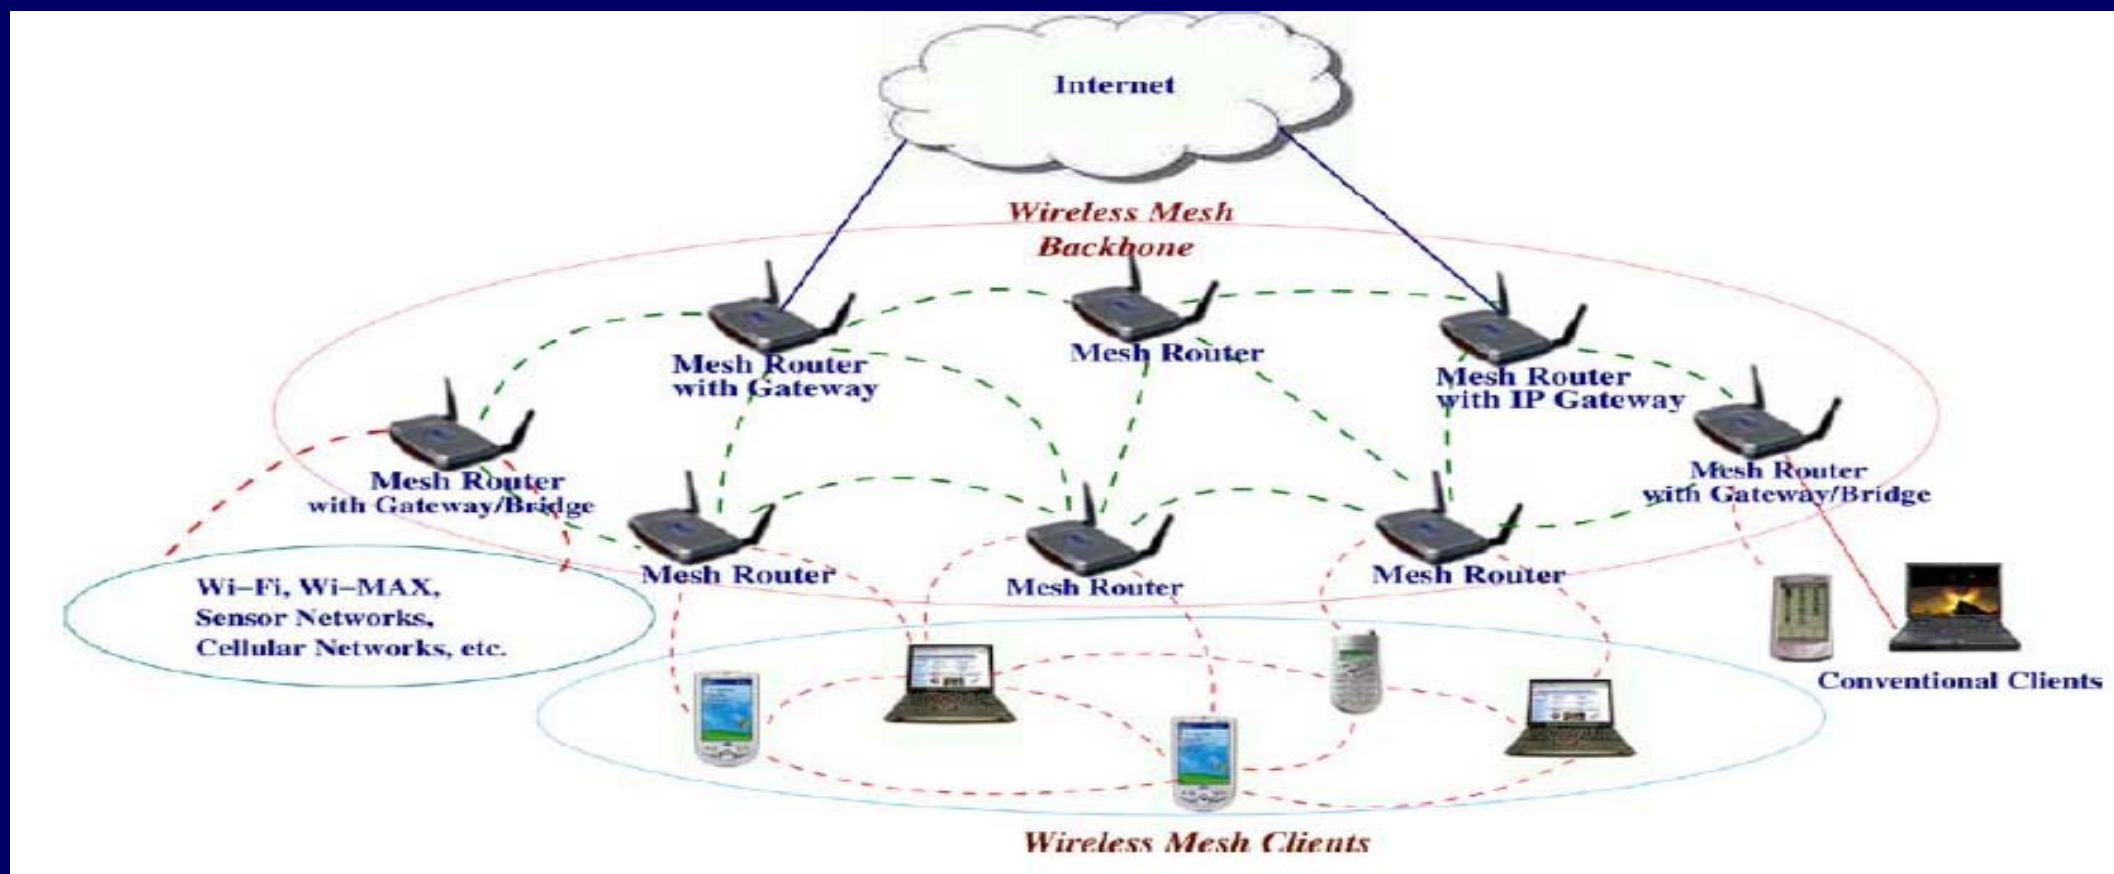 Internet
Wireless Mesh
Backbone
Mesh Router
with Gateway
Mesh Router
Mesh Router
with IP Gateway
Mesh Router
with Gateway/Bridge
Mesh Router
with Gateway/Bridge
Mesh Router
Mesh Router
Mesh Router
Wi-Fi, Wi-MAX,
Sensor Networks,
Cellular Networks, etc.
Conventional Clients
Wireless Mesh Clients